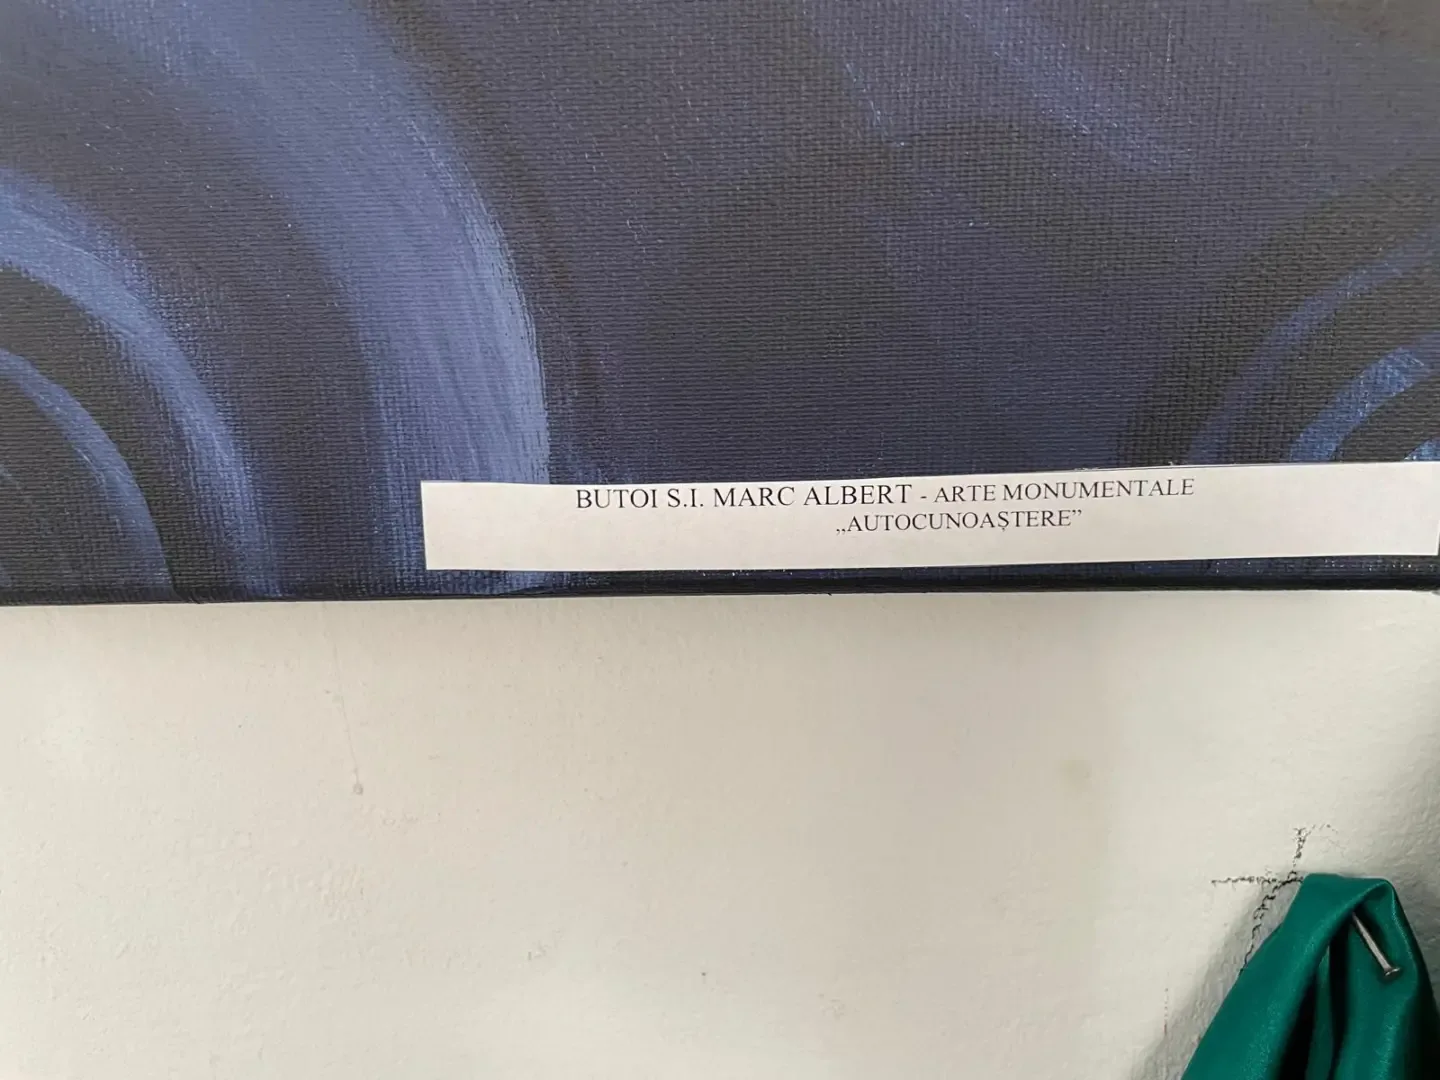 BUTOI S.I. MARC ALBERT - ARTE MONUMENTALE
„AUTOCUNOAȘTERE”